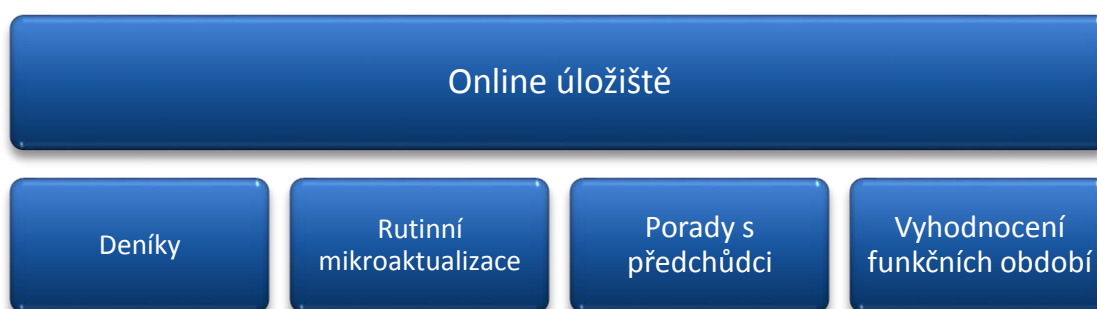 Online úložiště
Deníky
Rutinní
mikroaktualizace
Porady s
předchůdci
Vyhodnocení
funkčních období